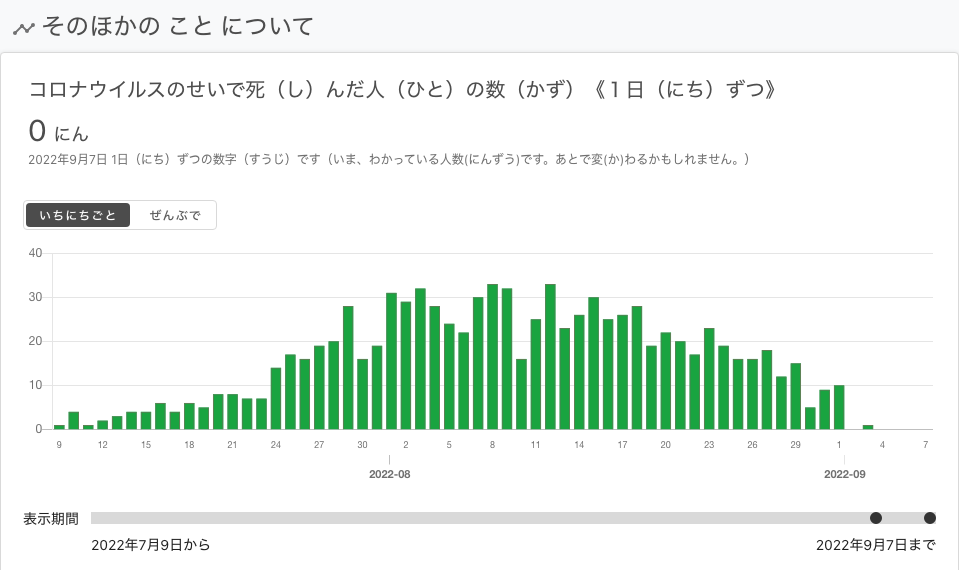 そのほかの こと について
コロナウイルスのせいで死（し）んだ人（ひと）の数（かず）《１日（にち）ずつ》
0 にん
2022年9月7日 1日（にち）ずつの数字（すうじ）です（いま、わかっている人数(にんずう)です。あとで変(か)わるかもしれません。）
いちにちごと ぜんぶで
40
30
20
10
0
9 12 15 18 21 24 27 30 2 5 8 11 14 17 20 23 26 29 1 4 7
2022-08 2022-09
表示期間
2022年7月9日から 2022年9月7日まで